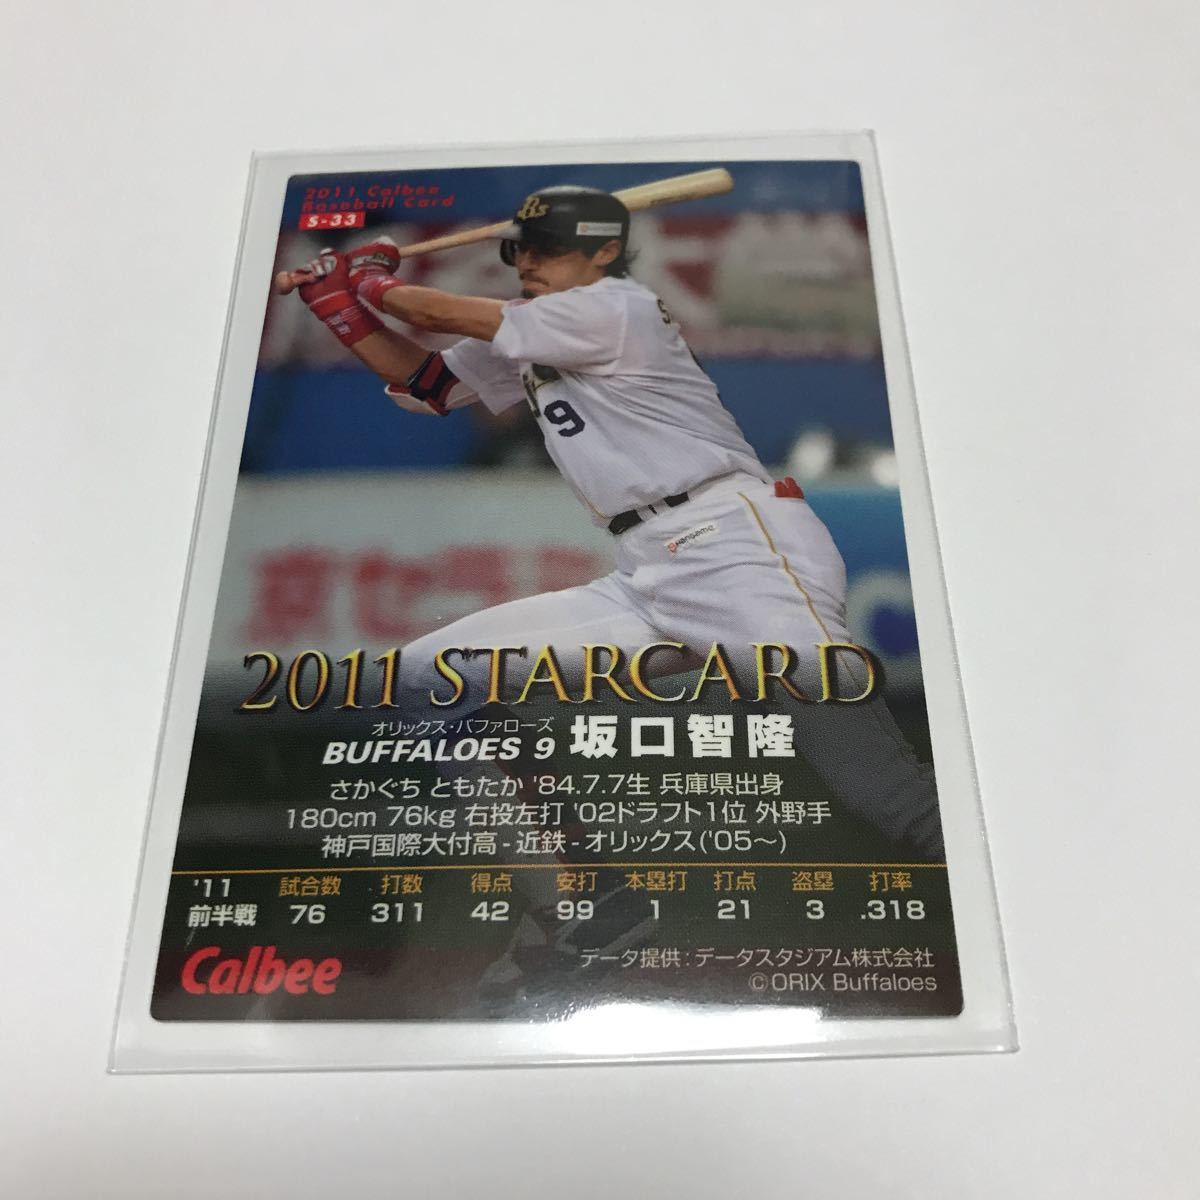 2011 Calbee
Baseball Card
S-33
Bs
9
Hangame
京セラ
2011 STARCARD
オリックス・バファローズ
BUFFALOES 9 坂口智隆
さかぐち ともたか '84.7.7生 兵庫県出身
180cm 76kg 右投左打 '02ドラフト1位 外野手
神戸国際大付高-近鉄-オリックス('05〜)
'11 試合数 打数 得点 安打 本塁打 打点 盗塁 打率
前半戦 76 311 42 99 1 21 3 .318
Calbee
データ提供:データスタジアム株式会社
©ORIX Buffaloes